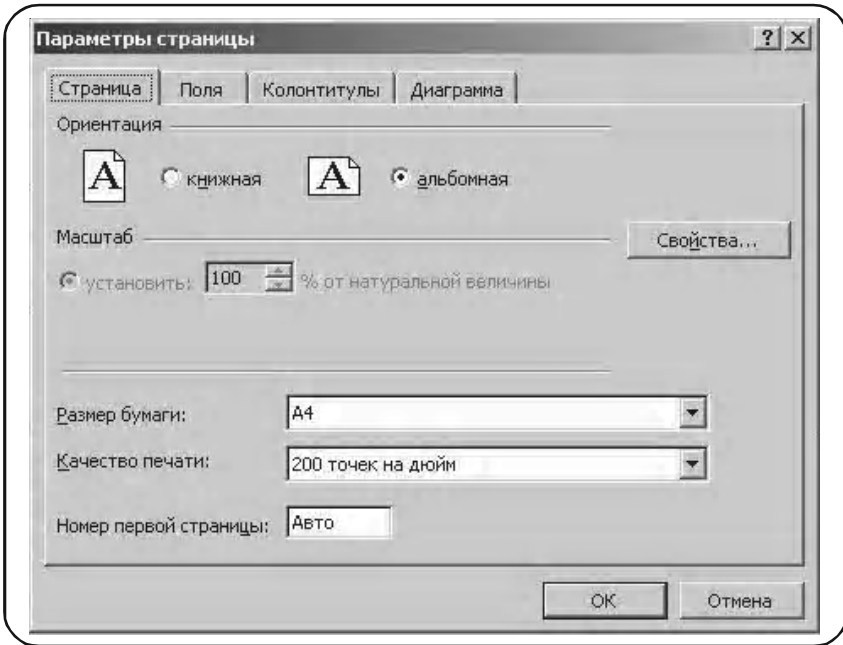 Параметры страницы
Страница Поля Колонтитулы Диаграмма
Ориентация
A книжная A альбомная
Масштаб
Свойства...
установить: 100 % от натуральной величины
Размер бумаги: A4
Качество печати: 200 точек на дюйм
Номер первой страницы: Авто
ОК Отмена